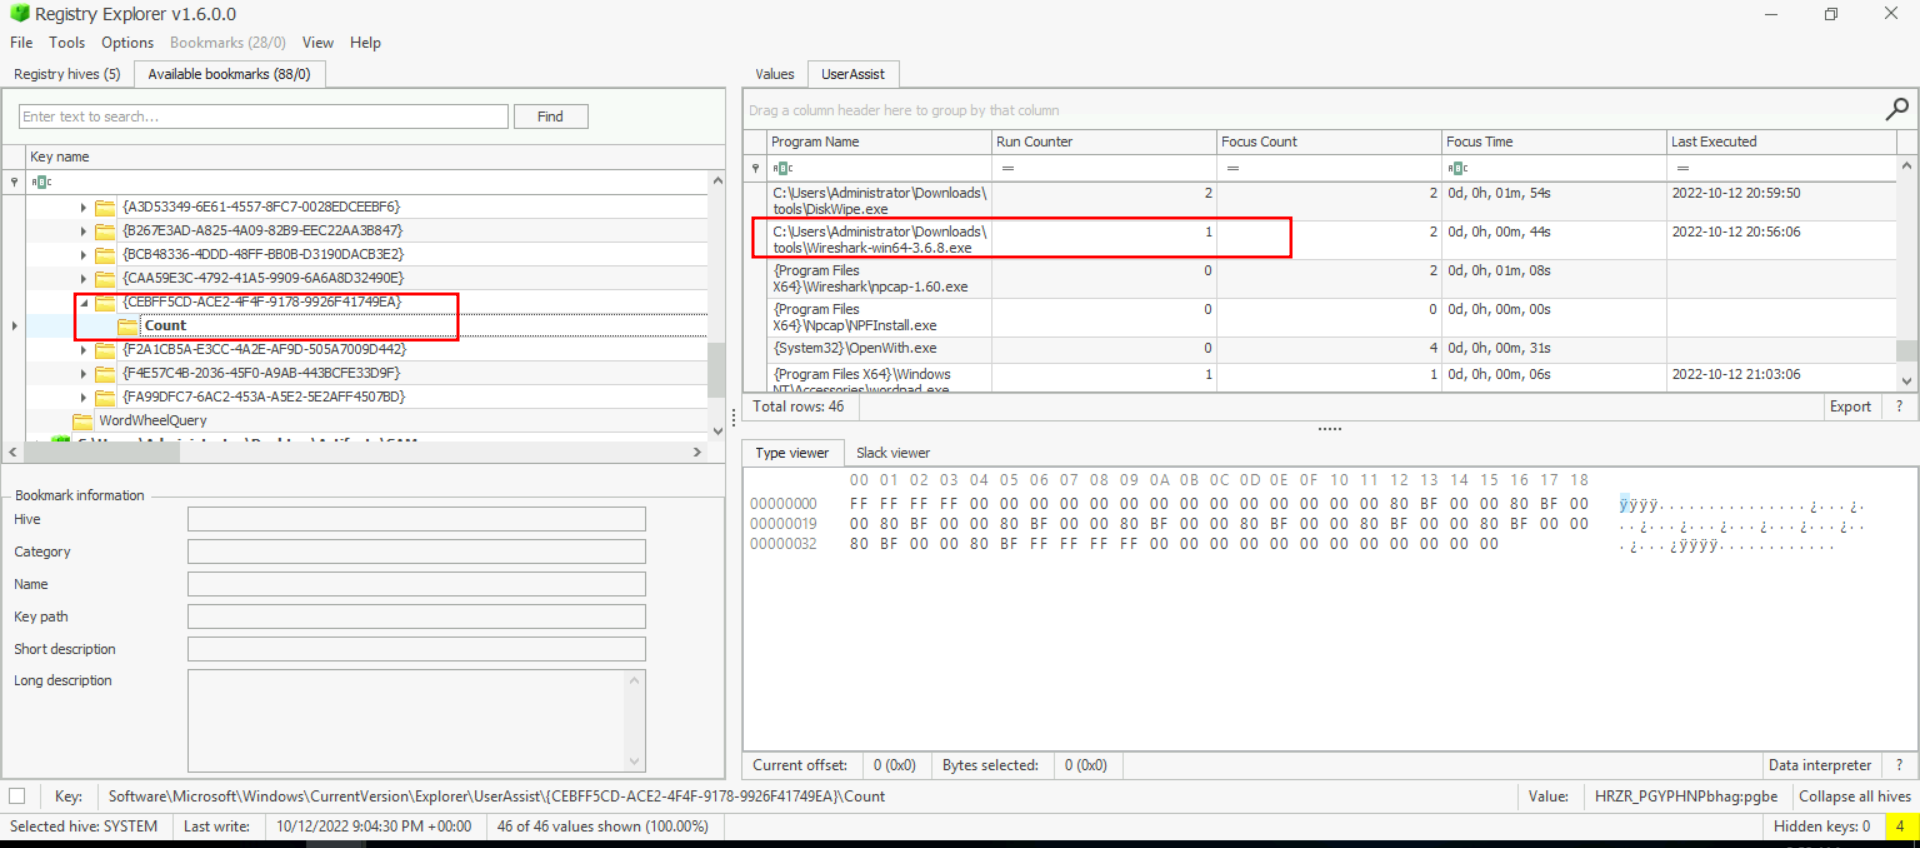 Registry Explorer v1.6.0.0
File Tools Options Bookmarks (28/0) View Help
Registry hives (5) Available bookmarks (88/0)
Enter text to search... Find
Key name
{A3D53349-6E61-4557-8FC7-0028EDCEEBF6}
{B267E3AD-A825-4A09-82B9-EEC22AA3B847}
{BCB48336-4DDD-48FF-BB0B-D3190DACB3E2}
{CAA59E3C-4792-41A5-9909-6A6A8D32490E}
{CEBFF5CD-ACE2-4F4F-9178-9926F41749EA}
Count
{F2A1CB5A-E3CC-4A2E-AF9D-505A7009D442}
{F4E57C4B-2036-45F0-A9AB-443BCFE33D9F}
{FA99DFC7-6AC2-453A-A5E2-5E2AFF4507BD}
WordWheelQuery
Bookmark information
Hive
Category
Name
Key path
Short description
Long description
Values UserAssist
Drag a column header here to group by that column
Program Name Run Counter Focus Count Focus Time Last Executed
= = =
C:\Users\Administrator\Downloads\
tools\DiskWipe.exe 2 2 0d, 0h, 01m, 54s 2022-10-12 20:59:50
C:\Users\Administrator\Downloads\
tools\Wireshark-win64-3.6.8.exe 1 2 0d, 0h, 00m, 44s 2022-10-12 20:56:06
{Program Files
X64}\Wireshark\npcap-1.60.exe 0 2 0d, 0h, 01m, 08s
{Program Files
X64}\Npcap\NPFInstall.exe 0 0 0d, 0h, 00m, 00s
{System32}\OpenWith.exe 0 4 0d, 0h, 00m, 31s
{Program Files X64}\Windows
NT\Accessories\wordpad.exe 1 1 0d, 0h, 00m, 06s 2022-10-12 21:03:06
Total rows: 46 Export ?
Type viewer Slack viewer
00 01 02 03 04 05 06 07 08 09 0A 0B 0C 0D 0E 0F 10 11 12 13 14 15 16 17 18
00000000 FF FF FF FF 00 00 00 00 00 00 00 00 00 00 00 00 00 00 80 BF 00 00 80 BF 00 ÿÿÿÿ..............¿...¿.
00000019 00 80 BF 00 00 80 BF 00 00 80 BF 00 00 80 BF 00 00 80 BF 00 00 80 BF 00 00 ..¿...¿...¿...¿...¿...¿..
00000032 80 BF 00 00 80 BF FF FF FF FF 00 00 00 00 00 00 00 00 00 00 00 00 .¿...¿ÿÿÿÿ............
Current offset: 0 (0x0) Bytes selected: 0 (0x0) Data interpreter ?
Key: Software\Microsoft\Windows\CurrentVersion\Explorer\UserAssist\{CEBFF5CD-ACE2-4F4F-9178-9926F41749EA}\Count Value: HRZR_PGYPHNPbhag:pgbe Collapse all hives
Selected hive: SYSTEM Last write: 10/12/2022 9:04:30 PM +00:00 46 of 46 values shown (100.00%) Hidden keys: 0 4